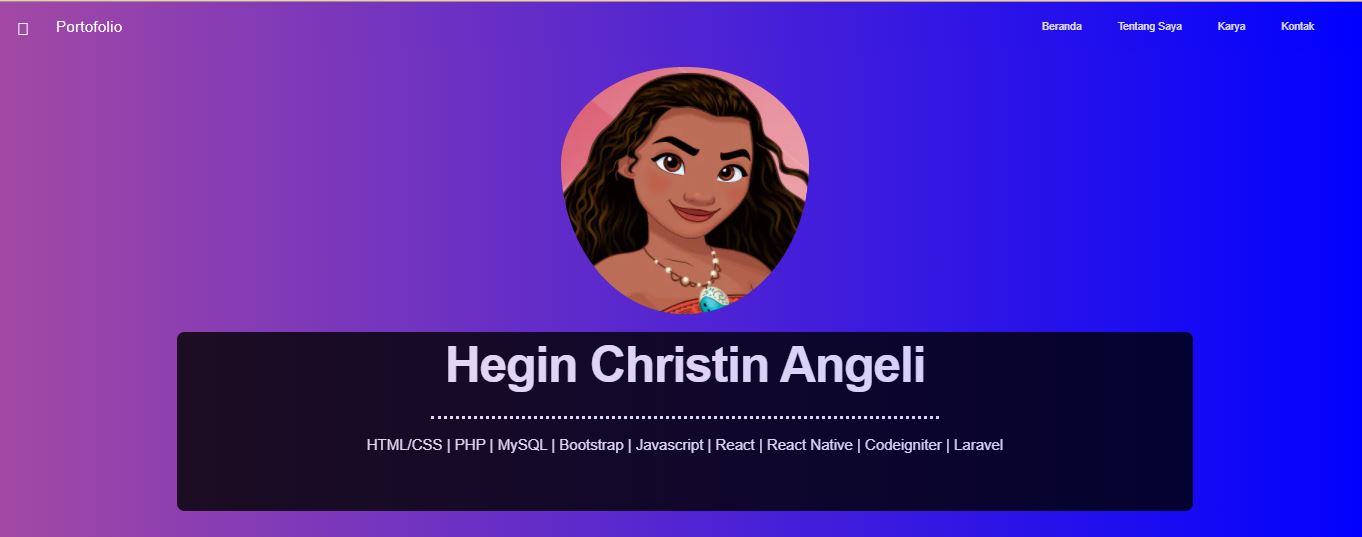 Portofolio
Beranda Tentang Saya Karya Kontak
Hegin Christin Angeli
HTML/CSS | PHP | MySQL | Bootstrap | Javascript | React | React Native | Codeigniter | Laravel